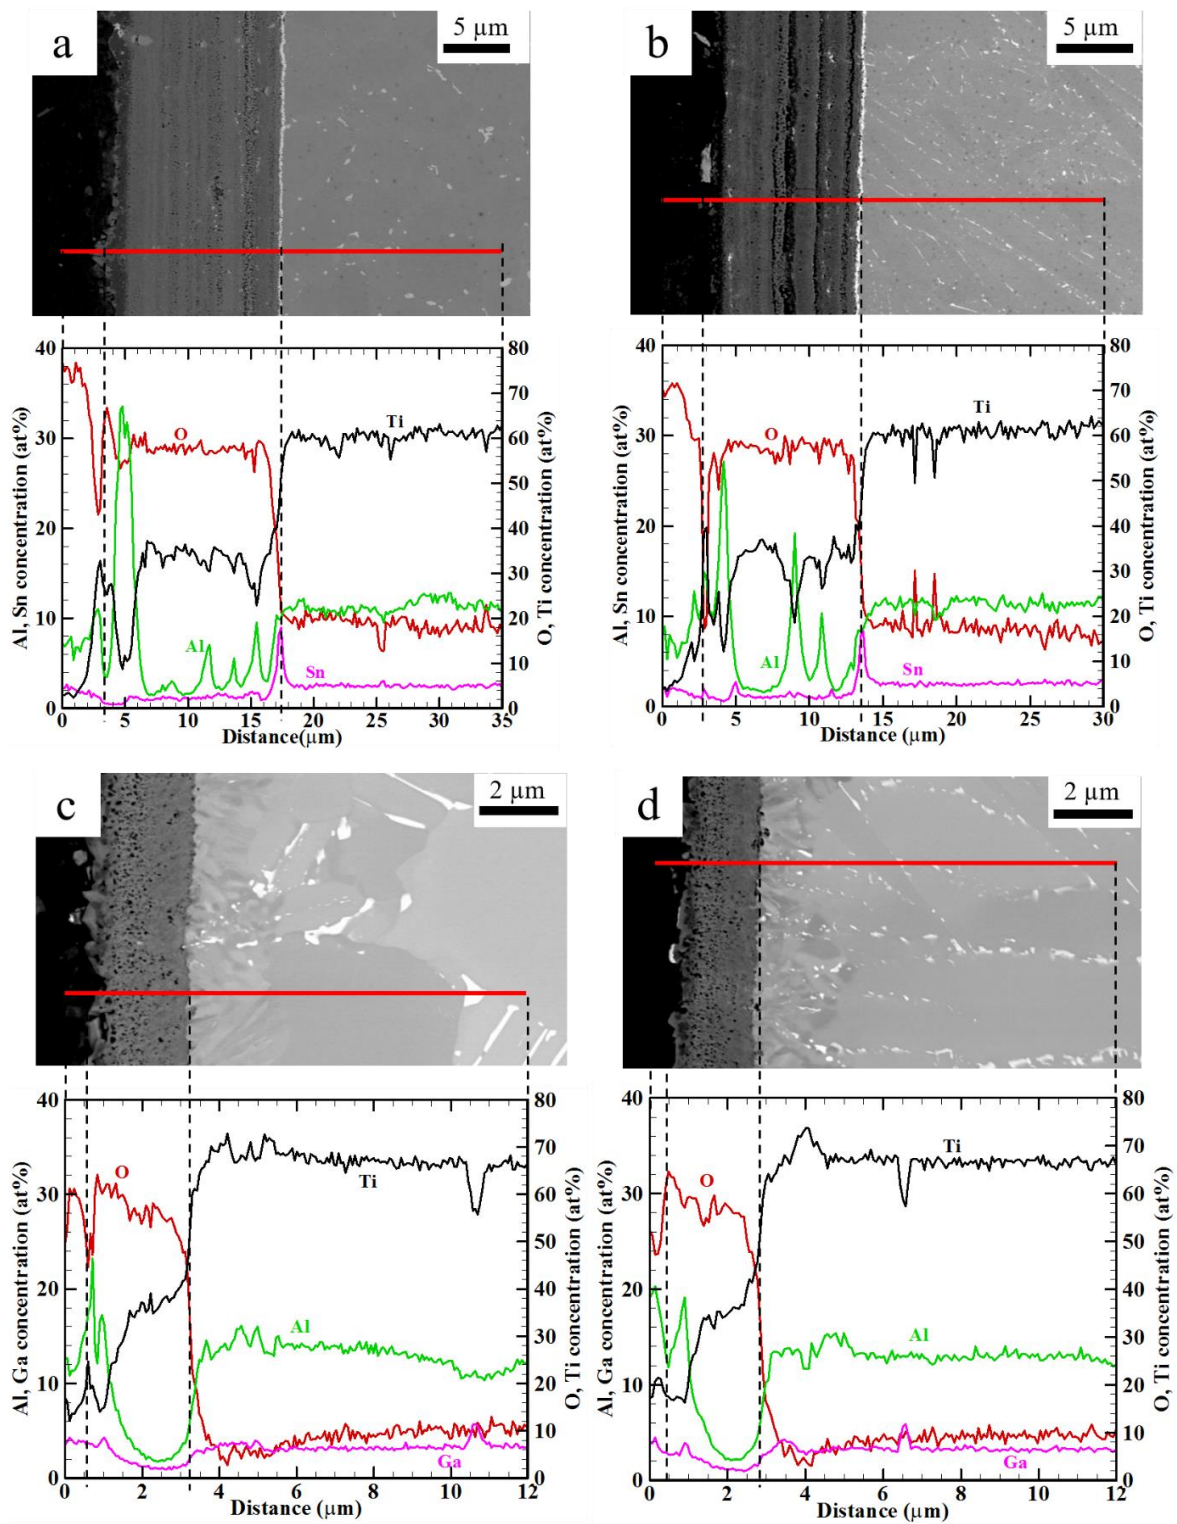 a
5 µm
b
5 µm
40
30
20
10
0
Al, Sn concentration (at%)
O
Ti
Al
Sn
80
70
60
50
40
30
20
10
0
O, Ti concentration (at%)
0 5 10 15 20 25 30 35
Distance(µm)
40
30
20
10
0
Al, Sn concentration (at%)
O
Ti
Al
Sn
80
70
60
50
40
30
20
10
0
O, Ti concentration (at%)
0 5 10 15 20 25 30
Distance (µm)
c
2 µm
d
2 µm
40
30
20
10
0
Al, Ga concentration (at%)
O
Ti
Al
Ga
80
70
60
50
40
30
20
10
0
O, Ti concentration (at%)
0 2 4 6 8 10 12
Distance (µm)
40
30
20
10
0
Al, Ga concentration (at%)
O
Ti
Al
Ga
80
70
60
50
40
30
20
10
0
O, Ti concentration (at%)
0 2 4 6 8 10 12
Distance (µm)